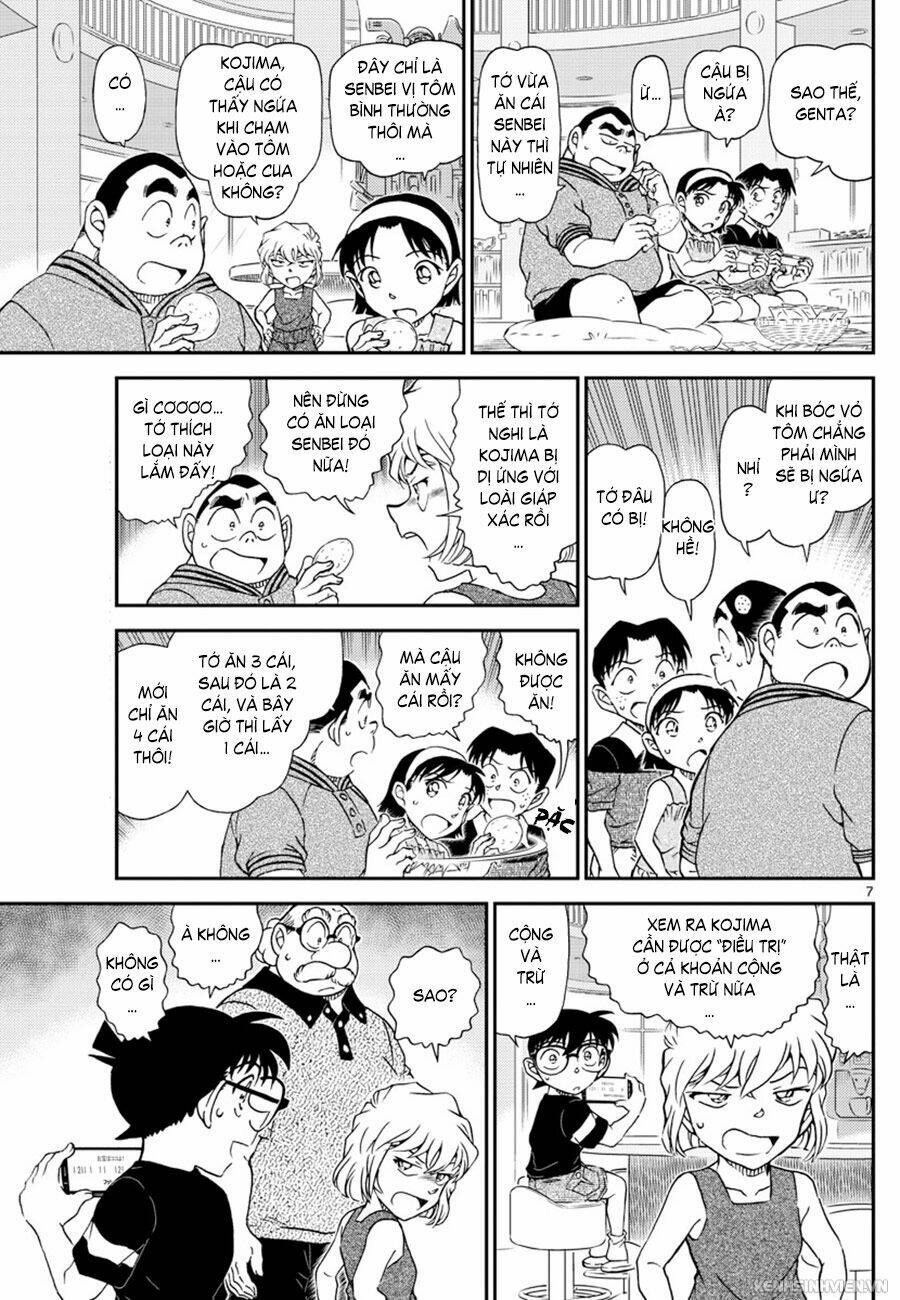 SAO THẾ,
GENTA?
CẬU BỊ
NGỨA
À?
Ừ...
TỚ VỪA
ĂN CÁI
SENBEI
NÀY THÌ
TỰ NHIÊN
...
ĐÂY CHỈ LÀ
SENBEI VỊ TÔM
BÌNH THƯỜNG
THÔI MÀ
...
KOJIMA,
CẬU CÓ
THẤY NGỨA
KHI CHẠM
VÀO TÔM
HOẶC CUA
KHÔNG?
CÓ
...
KHI BÓC VỎ
TÔM CHẲNG
PHẢI MÌNH
SẼ BỊ NGỨA
Ư?
NHỈ
?
KHÔNG
HỀ!
TỚ ĐÂU
CÓ BỊ!
THẾ THÌ TỚ
NGHI LÀ
KOJIMA BỊ
DỊ ỨNG VỚI
LOÀI GIÁP
XÁC RỒI
...
NÊN ĐỪNG
CÓ ĂN LOẠI
SENBEI ĐÓ
NỮA!
GÌ COOOO...
TỚ THÍCH
LOẠI NÀY
LẮM ĐẤY!
KHÔNG
ĐƯỢC
ĂN!
MÀ CẬU
ĂN MẤY
CÁI RỒI?
TỚ ĂN 3 CÁI,
SAU ĐÓ LÀ 2
CÁI, VÀ BÂY
GIỜ THÌ LẤY
1 CÁI...
MỚI
CHỈ ĂN
4 CÁI
THÔI!
PẶC
7
THẬT
LÀ
...
XEM RA KOJIMA
CẦN ĐƯỢC "ĐIỀU TRỊ"
Ở CẢ KHOẢN CỘNG
VÀ TRỪ NỮA
CỘNG
VÀ
TRỪ
...
SAO?
À KHÔNG
...
KHÔNG
CÓ GÌ
...
KENHSINHVIEN.VN